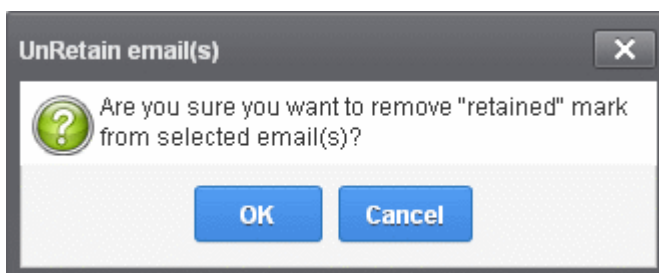 UnRetain email(s)
Are you sure you want to remove "retained" mark
from selected email(s)?
OK Cancel